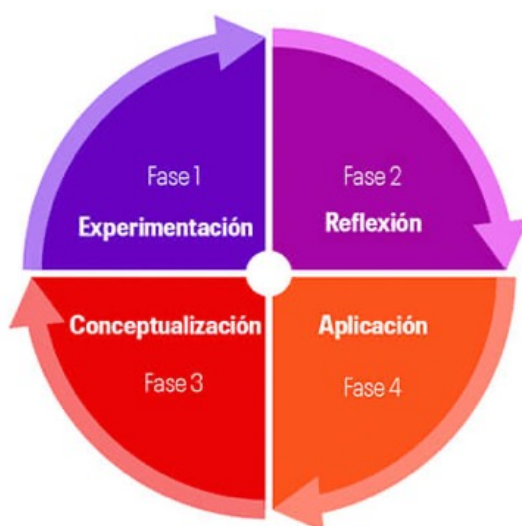 Fase 1
Experimentación
Fase 2
Reflexión
Conceptualización
Fase 3
Aplicación
Fase 4